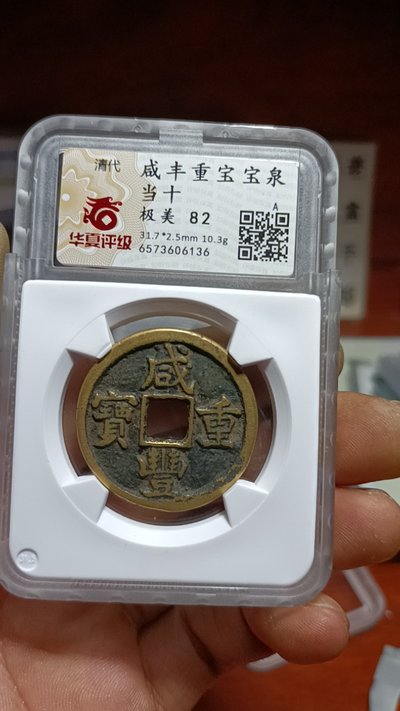 清代
咸丰重宝宝泉
当十
极美 82
A
31.7*2.5mm 10.3g
6573606136
华夏评级
咸
寶 重
豐